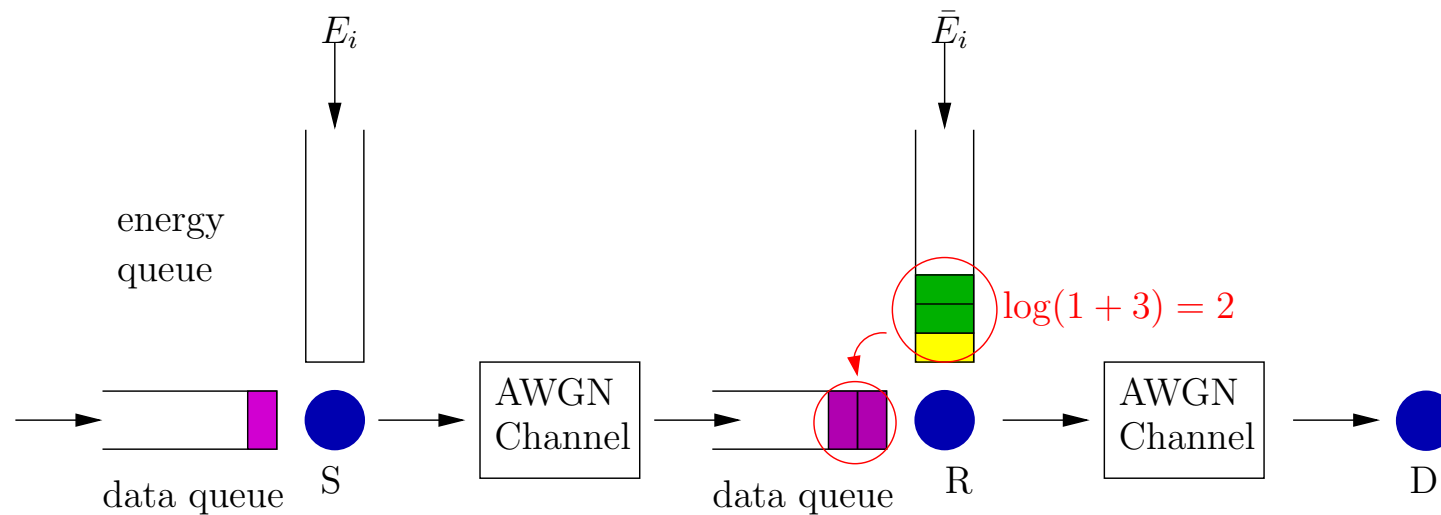 E_i
Ē_i
energy
queue
log(1 + 3) = 2
AWGN
Channel
AWGN
Channel
data queue
S
data queue
R
D